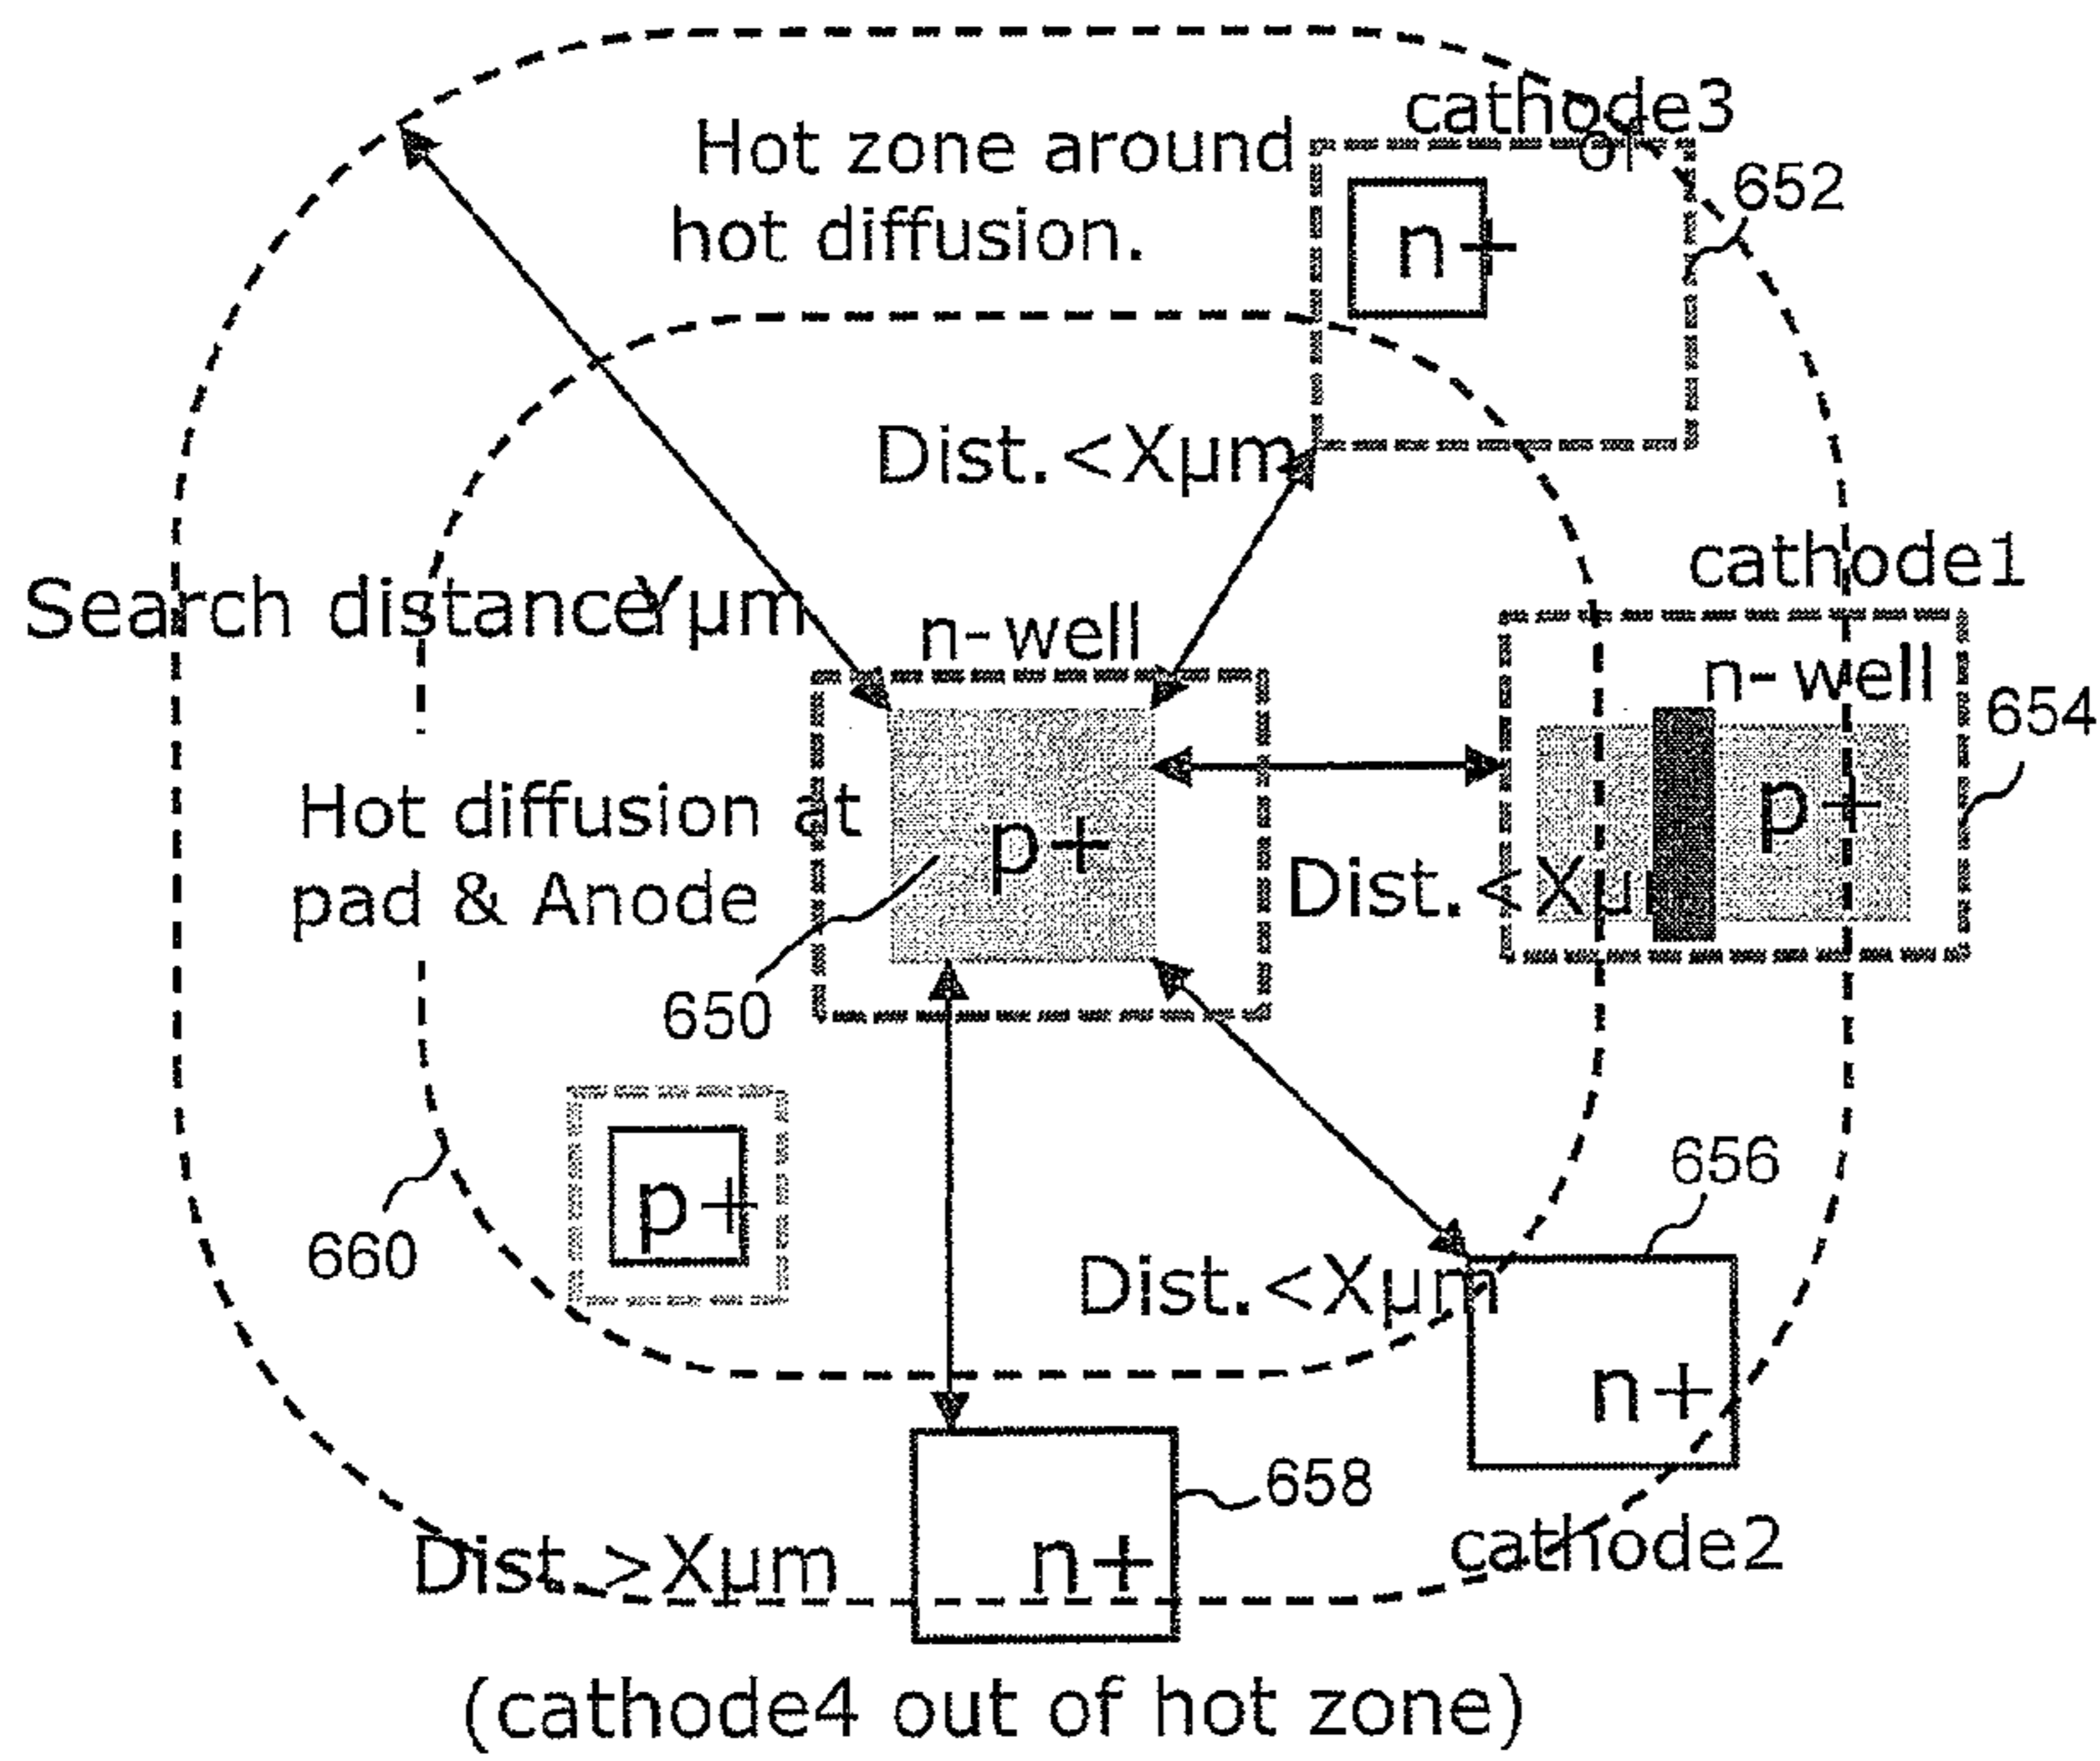 cathode3
of
Hot zone around
hot diffusion.
652
n+
Dist.<Xµm
cathode1
Search distance Yµm
n-well
n-well
654
Hot diffusion at
pad & Anode
p+
p+
Dist.<Xµ
650
656
p+
660
Dist.<Xµm
n+
658
Dist.>Xµm
n+
cathode2
(cathode4 out of hot zone)